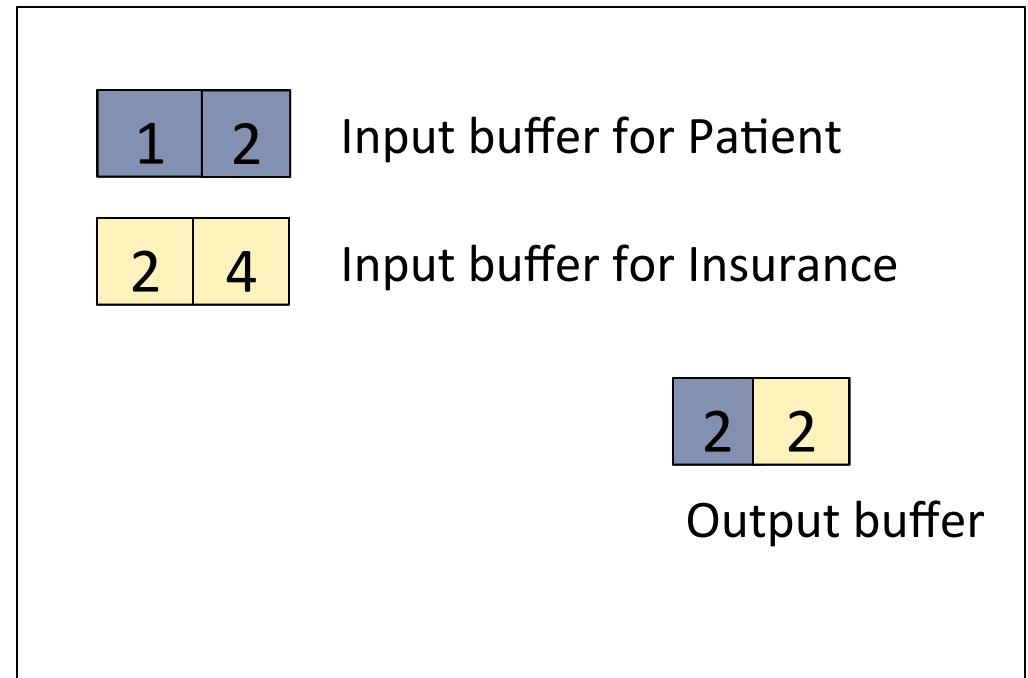 1 2 Input buffer for Patient
2 4 Input buffer for Insurance
2 2
Output buffer